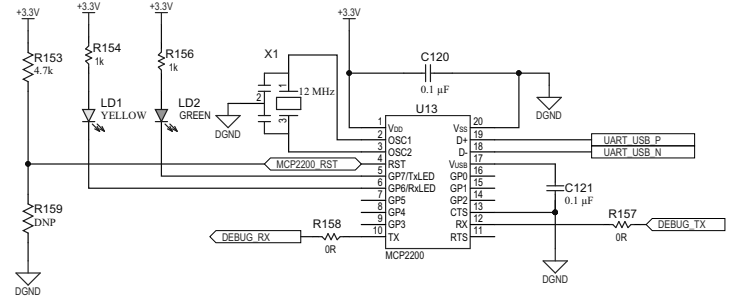 +3.3V
+3.3V
+3.3V
+3.3V
R153
4.7k
R154
1k
R156
1k
X1
1
2
3
12 MHz
DGND
C120
0.1 µF
DGND
LD1
YELLOW
LD2
GREEN
U13
1 VDD VSS 20
2 OSC1 D+ 19
3 OSC2 D- 18
4 RST VUSB 17
5 GP7/TxLED GP0 16
6 GP6/RxLED GP1 15
7 GP5 GP2 14
8 GP4 CTS 13
9 GP3 RX 12
10 TX RTS 11
MCP2200
UART_USB_P
UART_USB_N
MCP2200_RST
C121
0.1 µF
R159
DNP
DGND
R158
0R
DEBUG_RX
R157
0R
DEBUG_TX
DGND